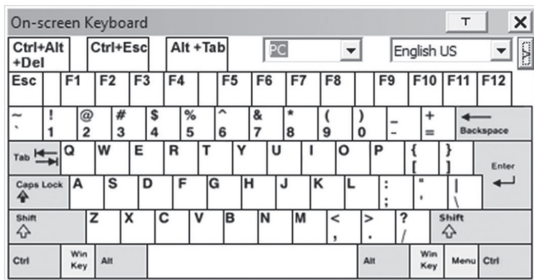 On-screen Keyboard T X
Ctrl+Alt +Del Ctrl+Esc Alt +Tab PC English US
Esc F1 F2 F3 F4 F5 F6 F7 F8 F9 F10 F11 F12
~ ! @ # $ % ^ & * ( ) _ +
` 1 2 3 4 5 6 7 8 9 0 - = Backspace
Tab Q W E R T Y U I O P { [ } ] Enter
Caps Lock A S D F G H J K L : ; " ' | \
Shift Z X C V B N M < , > . ? / Shift
Ctrl Win Key Alt Alt Win Key Menu Ctrl